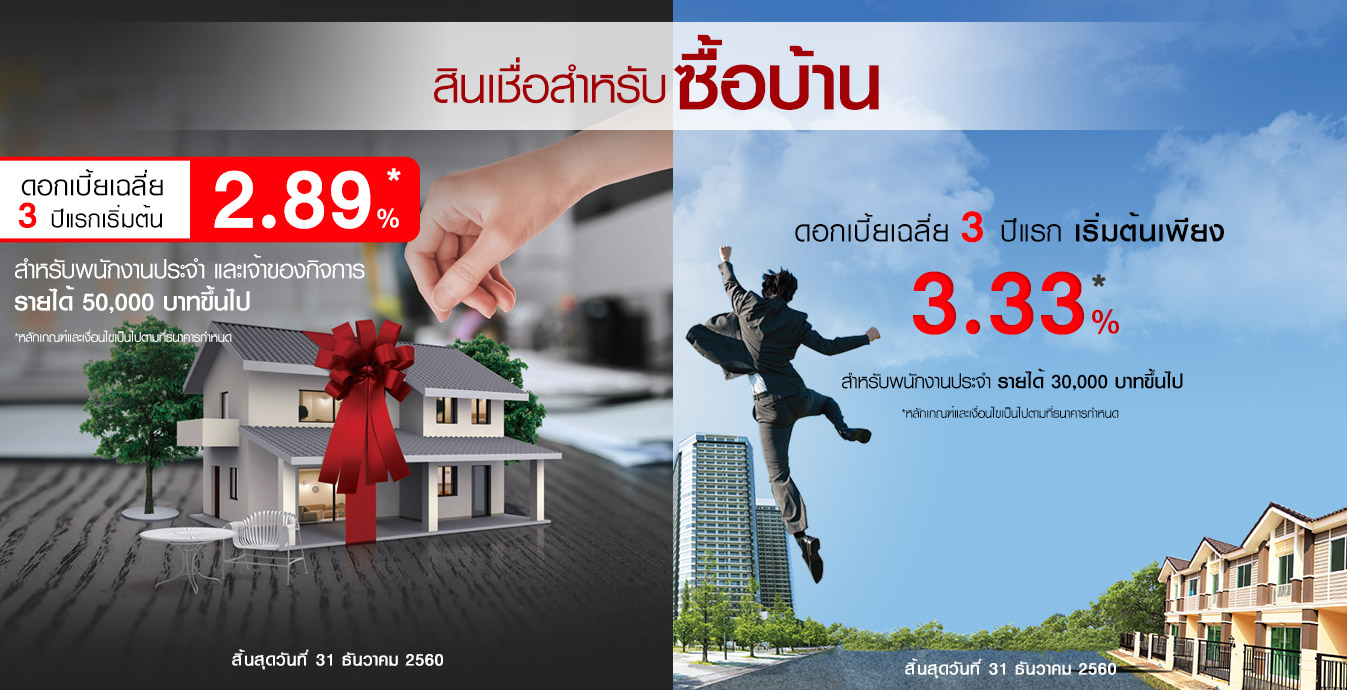 สินเชื่อสำหรับ ซื้อบ้าน
ดอกเบี้ยเฉลี่ย
3 ปีแรกเริ่มต้น
2.89*%
สำหรับพนักงานประจำ และเจ้าของกิจการ
รายได้ 50,000 บาทขึ้นไป
*หลักเกณฑ์และเงื่อนไขเป็นไปตามที่ธนาคารกำหนด
สิ้นสุดวันที่ 31 ธันวาคม 2560
ดอกเบี้ยเฉลี่ย 3 ปีแรก เริ่มต้นเพียง
3.33*%
สำหรับพนักงานประจำ รายได้ 30,000 บาทขึ้นไป
*หลักเกณฑ์และเงื่อนไขเป็นไปตามที่ธนาคารกำหนด
สิ้นสุดวันที่ 31 ธันวาคม 2560